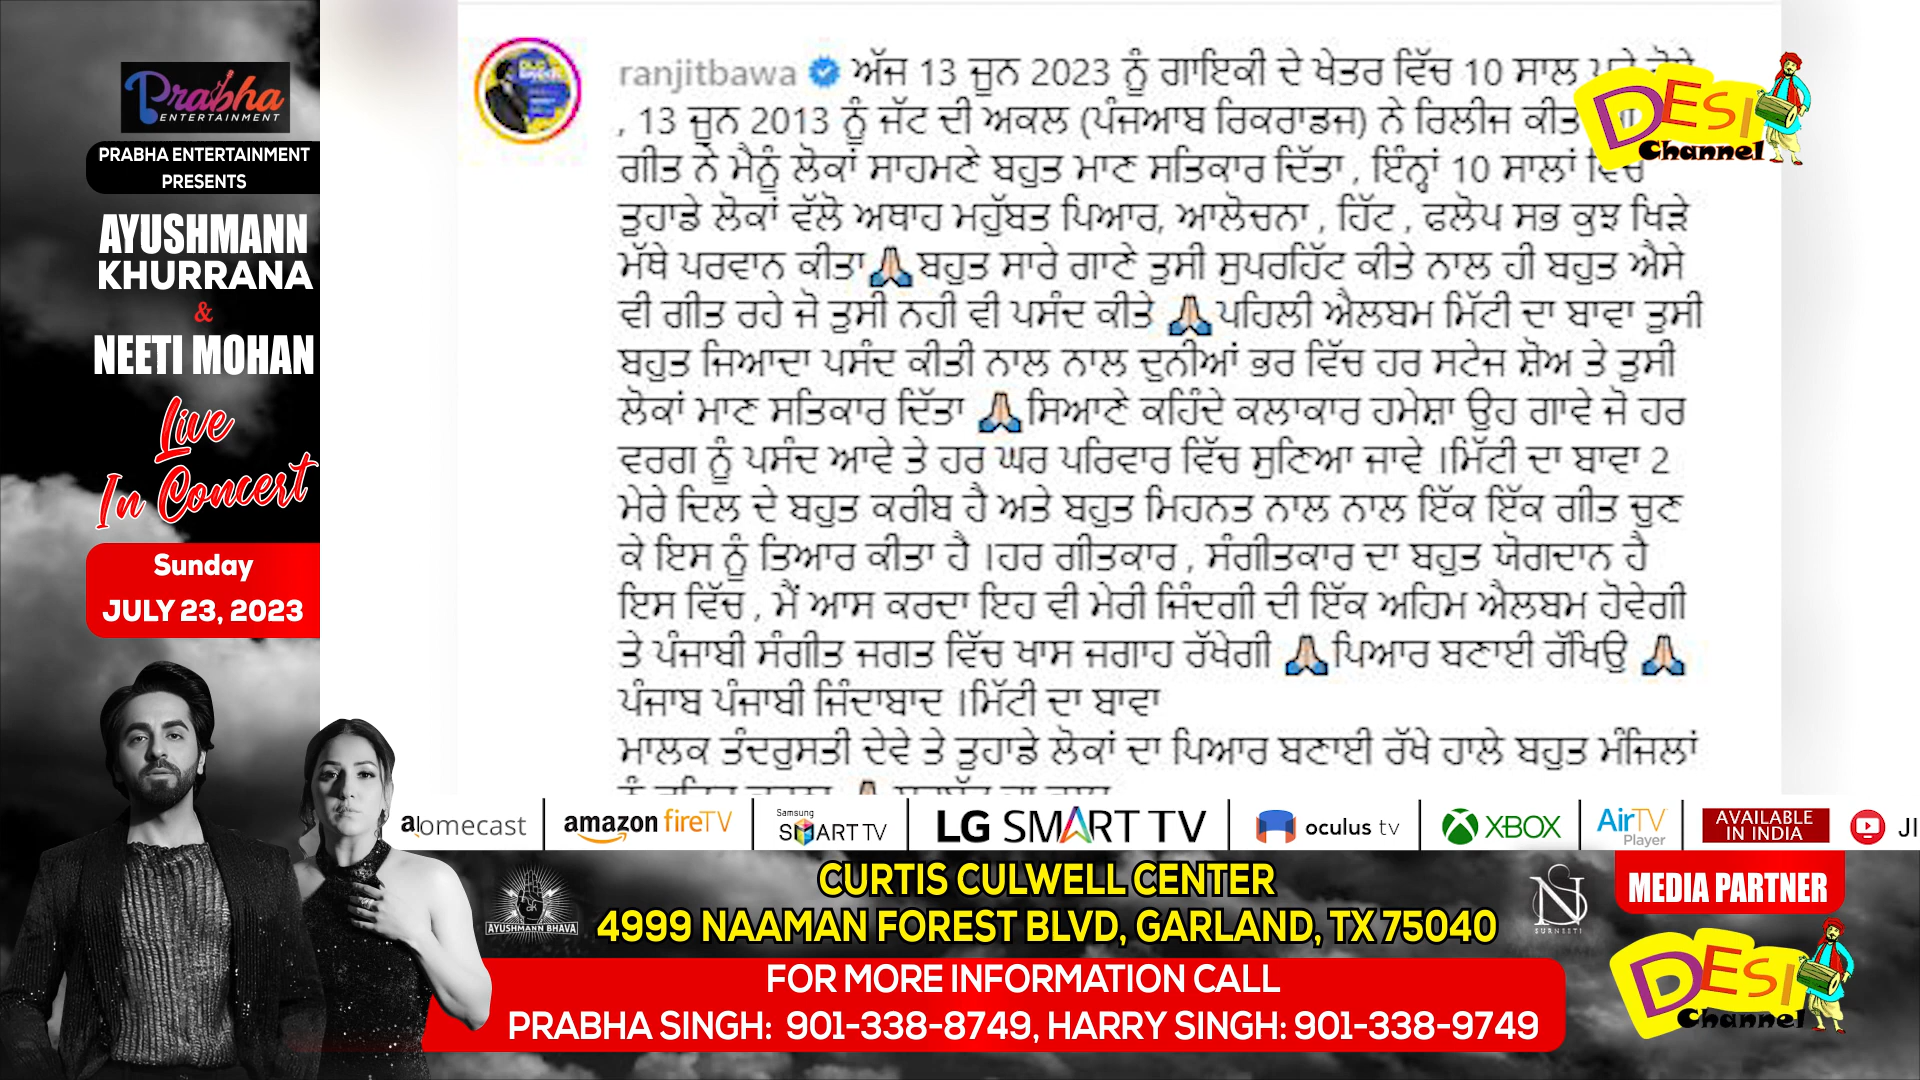 Prabha
ENTERTAINMENT
PRABHA ENTERTAINMENT
PRESENTS
AYUSHMANN
KHURRANA
&
NEETI MOHAN
Live
In Concert
Sunday
JULY 23, 2023
ranjitbawa ਅੱਜ 13 ਜੂਨ 2023 ਨੂੰ ਗਾਇਕੀ ਦੇ ਖੇਤਰ ਵਿੱਚ 10 ਸਾਲ
, 13 ਜੂਨ 2013 ਨੂੰ ਜੱਟ ਦੀ ਅਕਲ (ਪੰਜਆਬ ਰਿਕਰਾਡਜ) ਨੇ ਰਿਲੀਜ
ਗੀਤ ਨੇ ਮੈਨੂੰ ਲੋਕਾਂ ਸਾਹਮਣੇ ਬਹੁਤ ਮਾਣ ਸਤਿਕਾਰ ਦਿੱਤਾ , ਇੰਨ੍ਹਾਂ 10 ਸਾਲਾਂ ਵਿੱਚ
ਤੁਹਾਡੇ ਲੋਕਾਂ ਵੱਲੋ ਅਥਾਹ ਮਹੁੱਬਤ ਪਿਆਰ, ਆਲੋਚਨਾ , ਹਿੱਟ , ਫਲੋਪ ਸਭ ਕੁਝ ਖਿੜੇ
ਮੱਥੇ ਪਰਵਾਨ ਕੀਤਾ🙏🏻ਬਹੁਤ ਸਾਰੇ ਗਾਣੇ ਤੁਸੀ ਸੁਪਰਹਿੱਟ ਕੀਤੇ ਨਾਲ ਹੀ ਬਹੁਤ ਐਸੇ
ਵੀ ਗੀਤ ਰਹੇ ਜੋ ਤੁਸੀ ਨਹੀ ਵੀ ਪਸੰਦ ਕੀਤੇ 🙏🏻ਪਹਿਲੀ ਐਲਬਮ ਮਿੱਟੀ ਦਾ ਬਾਵਾ ਤੁਸੀ
ਬਹੁਤ ਜਿਆਦਾ ਪਸੰਦ ਕੀਤੀ ਨਾਲ ਨਾਲ ਦੁਨੀਆਂ ਭਰ ਵਿੱਚ ਹਰ ਸਟੇਜ ਸ਼ੋਅ ਤੇ ਤੁਸੀ
ਲੋਕਾਂ ਮਾਣ ਸਤਿਕਾਰ ਦਿੱਤਾ 🙏🏻ਸਿਆਣੇ ਕਹਿੰਦੇ ਕਲਾਕਾਰ ਹਮੇਸ਼ਾ ਉਹ ਗਾਵੇ ਜੋ ਹਰ
ਵਰਗ ਨੂੰ ਪਸੰਦ ਆਵੇ ਤੇ ਹਰ ਘਰ ਪਰਿਵਾਰ ਵਿੱਚ ਸੁਣਿਆ ਜਾਵੇ ।ਮਿੱਟੀ ਦਾ ਬਾਵਾ 2
ਮੇਰੇ ਦਿਲ ਦੇ ਬਹੁਤ ਕਰੀਬ ਹੈ ਅਤੇ ਬਹੁਤ ਮਿਹਨਤ ਨਾਲ ਨਾਲ ਇੱਕ ਇੱਕ ਗੀਤ ਚੁਣ
ਕੇ ਇਸ ਨੂੰ ਤਿਆਰ ਕੀਤਾ ਹੈ ।ਹਰ ਗੀਤਕਾਰ , ਸੰਗੀਤਕਾਰ ਦਾ ਬਹੁਤ ਯੋਗਦਾਨ ਹੈ
ਇਸ ਵਿੱਚ , ਮੈਂ ਆਸ ਕਰਦਾ ਇਹ ਵੀ ਮੇਰੀ ਜਿੰਦਗੀ ਦੀ ਇੱਕ ਅਹਿਮ ਐਲਬਮ ਹੋਵੇਗੀ
ਤੇ ਪੰਜਾਬੀ ਸੰਗੀਤ ਜਗਤ ਵਿੱਚ ਖਾਸ ਜਗਾਹ ਰੱਖੇਗੀ 🙏🏻ਪਿਆਰ ਬਣਾਈ ਰੱਖਿਉ 🙏🏻
ਪੰਜਾਬ ਪੰਜਾਬੀ ਜਿੰਦਾਬਾਦ ।ਮਿੱਟੀ ਦਾ ਬਾਵਾ
ਮਾਲਕ ਤੰਦਰੁਸਤੀ ਦੇਵੇ ਤੇ ਤੁਹਾਡੇ ਲੋਕਾਂ ਦਾ ਪਿਆਰ ਬਣਾਈ ਰੱਖੇ ਹਾਲੇ ਬਹੁਤ ਮੰਜਿਲਾਂ
DESI
Channel
alomecast
amazon fireTV
Samsung
SMART TV
LG SMART TV
oculus tv
XBOX
AirTV
Player
AVAILABLE
IN INDIA
JI
AYUSHMANN BHAVA
CURTIS CULWELL CENTER
4999 NAAMAN FOREST BLVD, GARLAND, TX 75040
SURNEETI
MEDIA PARTNER
DESI
Channel
FOR MORE INFORMATION CALL
PRABHA SINGH: 901-338-8749, HARRY SINGH: 901-338-9749